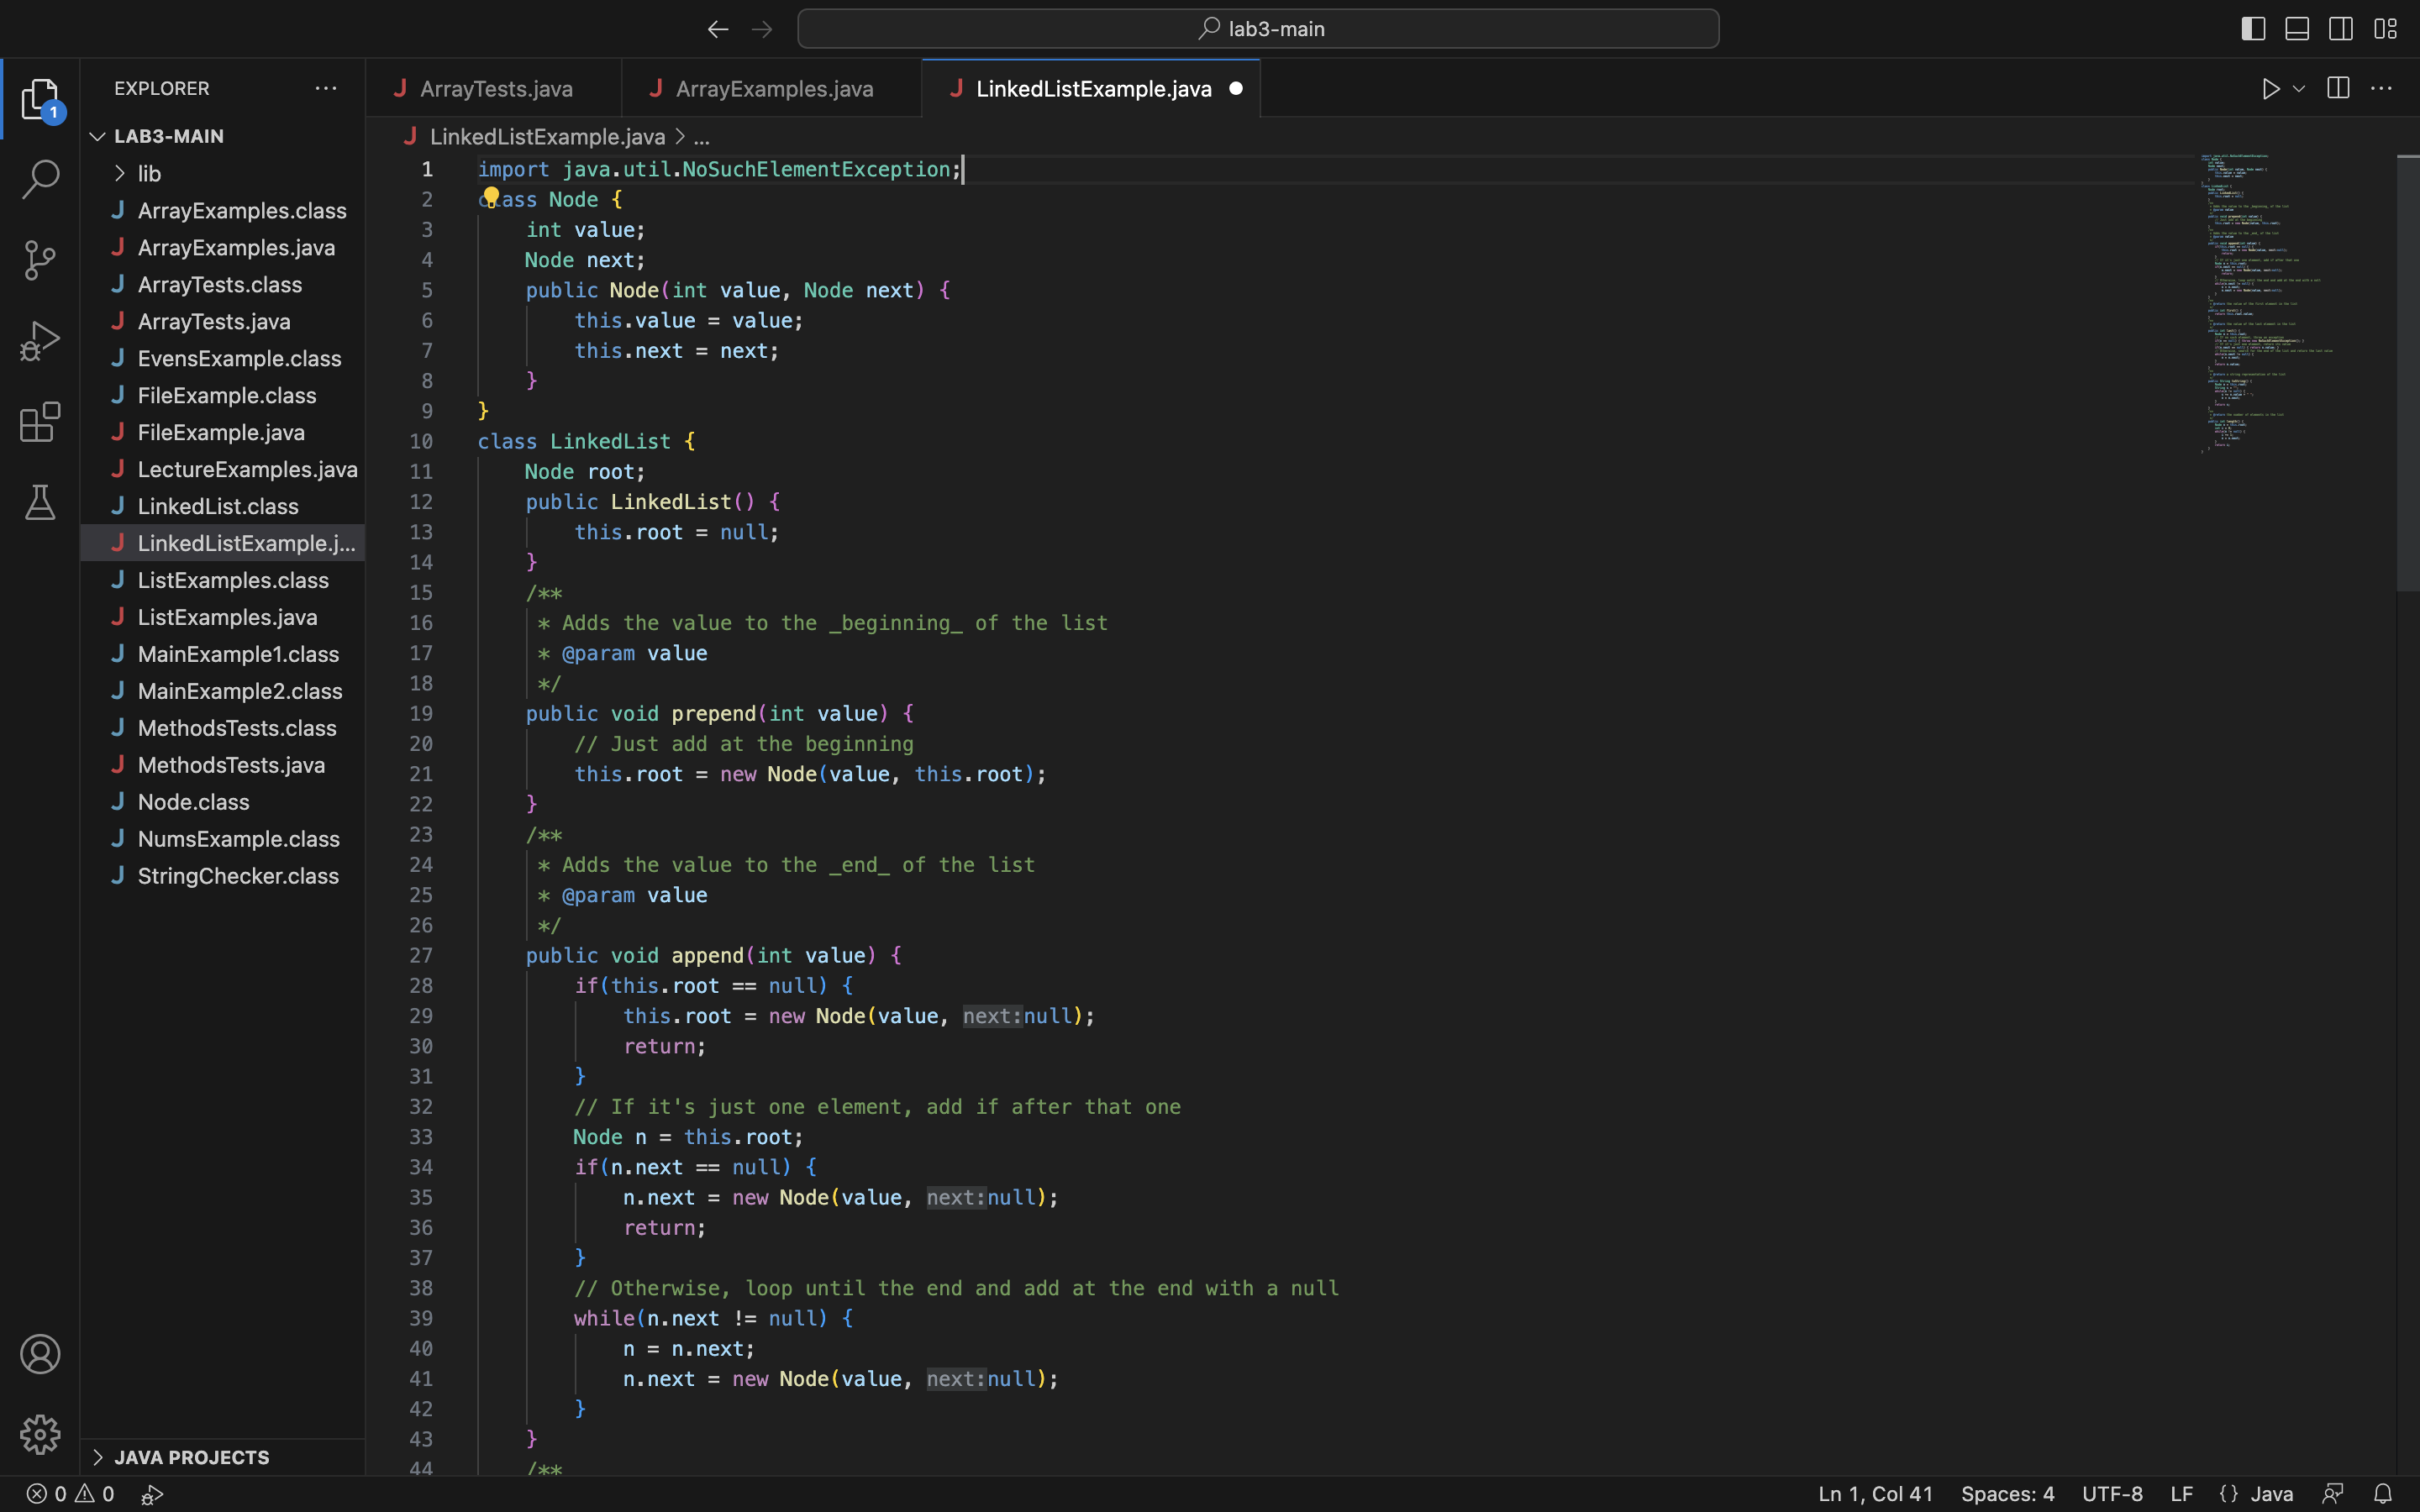 lab3-main
EXPLORER
LAB3-MAIN
lib
ArrayExamples.class
ArrayExamples.java
ArrayTests.class
ArrayTests.java
EvensExample.class
FileExample.class
FileExample.java
LectureExamples.java
LinkedList.class
LinkedListExample.j...
ListExamples.class
ListExamples.java
MainExample1.class
MainExample2.class
MethodsTests.class
MethodsTests.java
Node.class
NumsExample.class
StringChecker.class
JAVA PROJECTS
1
ArrayTests.java ArrayExamples.java LinkedListExample.java
LinkedListExample.java > ...
1 import java.util.NoSuchElementException;
2 class Node {
3 int value;
4 Node next;
5 public Node(int value, Node next) {
6 this.value = value;
7 this.next = next;
8 }
9 }
10 class LinkedList {
11 Node root;
12 public LinkedList() {
13 this.root = null;
14 }
15 /**
16 * Adds the value to the _beginning_ of the list
17 * @param value
18 */
19 public void prepend(int value) {
20 // Just add at the beginning
21 this.root = new Node(value, this.root);
22 }
23 /**
24 * Adds the value to the _end_ of the list
25 * @param value
26 */
27 public void append(int value) {
28 if(this.root == null) {
29 this.root = new Node(value, next:null);
30 return;
31 }
32 // If it's just one element, add if after that one
33 Node n = this.root;
34 if(n.next == null) {
35 n.next = new Node(value, next:null);
36 return;
37 }
38 // Otherwise, loop until the end and add at the end with a null
39 while(n.next != null) {
40 n = n.next;
41 n.next = new Node(value, next:null);
42 }
43 }
44 /**
0 0
Ln 1, Col 41 Spaces: 4 UTF-8 LF {} Java